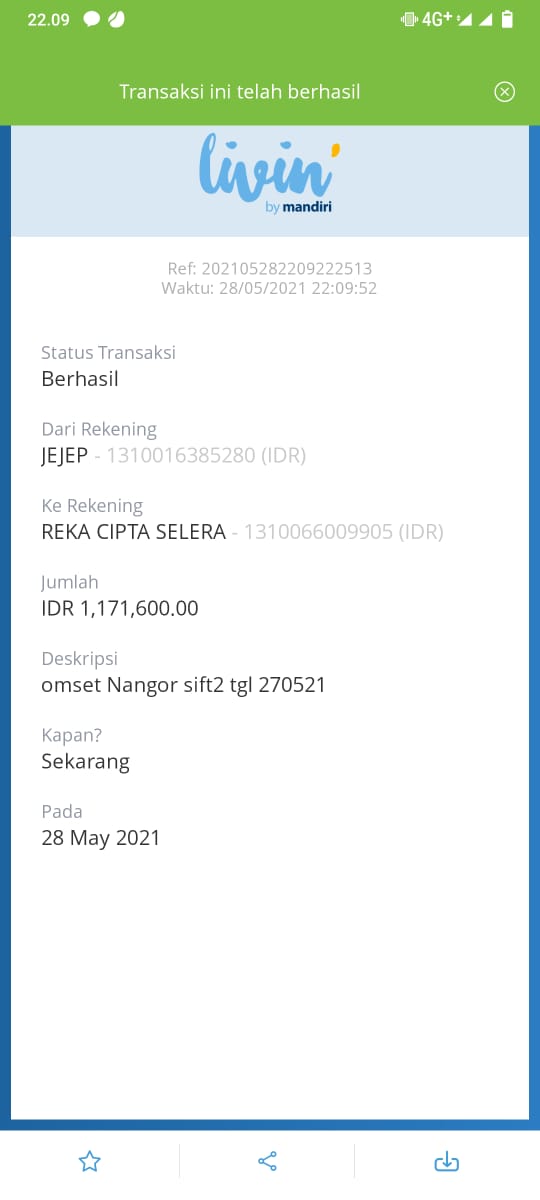 22.09
4G+
Transaksi ini telah berhasil
livin'
by mandiri
Ref: 202105282209222513
Waktu: 28/05/2021 22:09:52
Status Transaksi
Berhasil
Dari Rekening
JEJEP - 1310016385280 (IDR)
Ke Rekening
REKA CIPTA SELERA - 1310066009905 (IDR)
Jumlah
IDR 1,171,600.00
Deskripsi
omset Nangor sift2 tgl 270521
Kapan?
Sekarang
Pada
28 May 2021